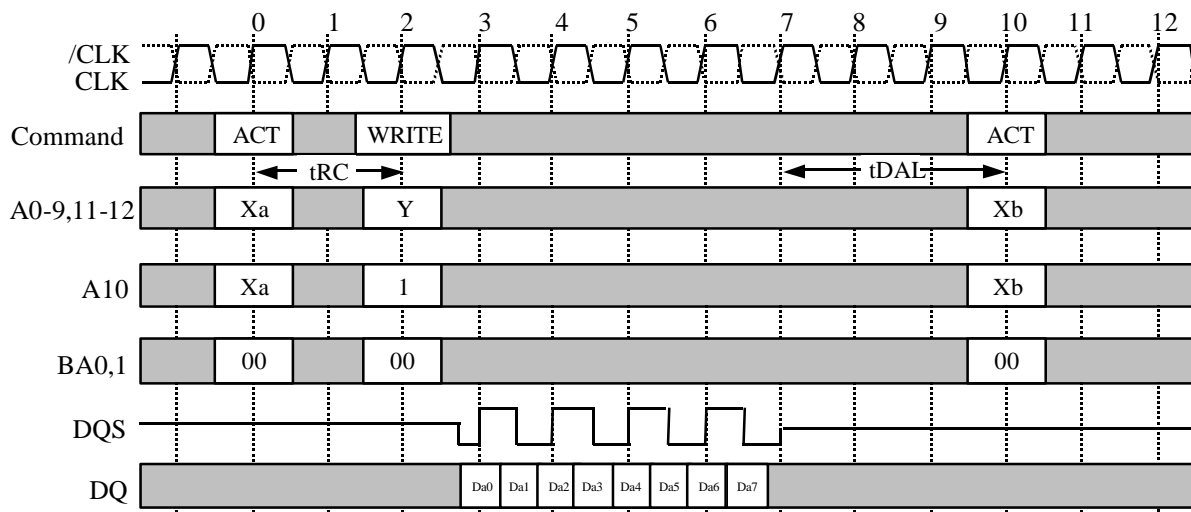 0 1 2 3 4 5 6 7 8 9 10 11 12
/CLK
CLK
Command ACT WRITE ACT
tRC tDAL
A0-9,11-12 Xa Y Xb
A10 Xa 1 Xb
BA0,1 00 00 00
DQS
DQ Da0 Da1 Da2 Da3 Da4 Da5 Da6 Da7